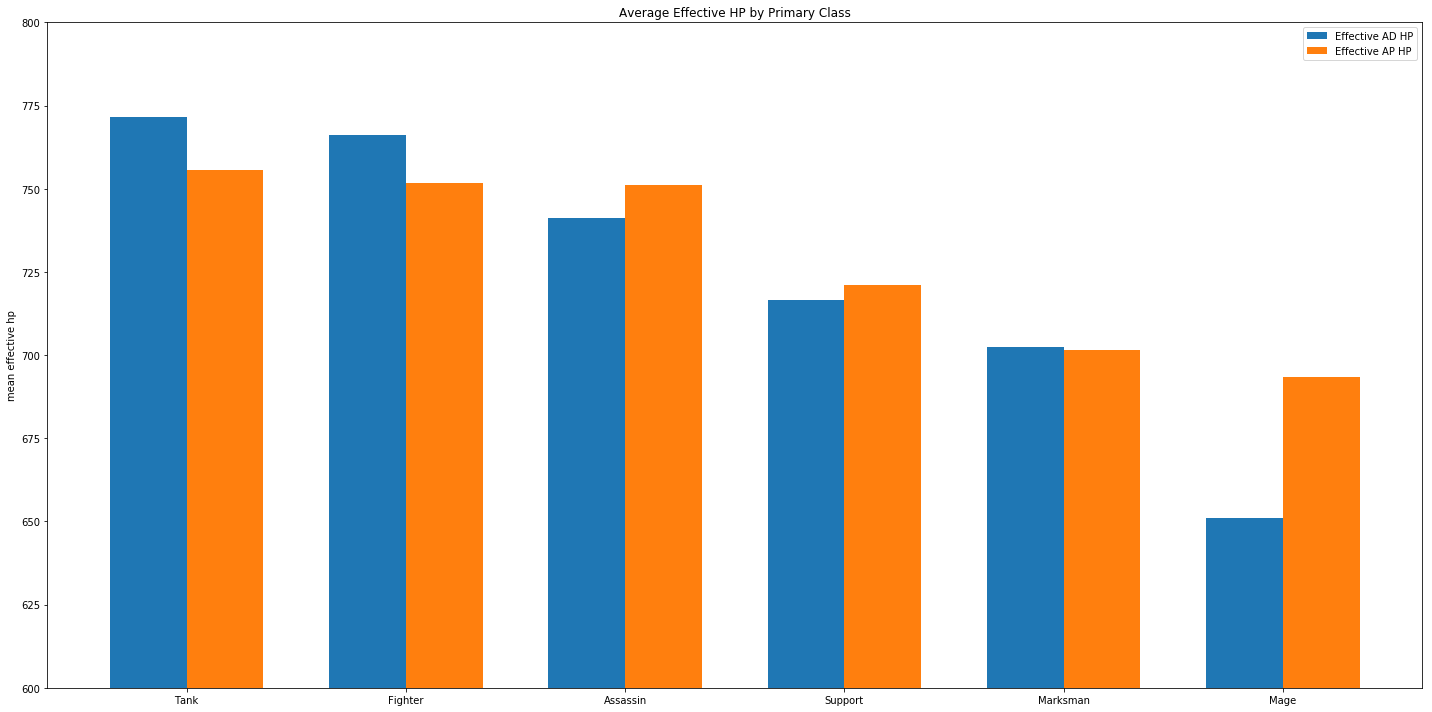 Average Effective HP by Primary Class
Effective AD HP
Effective AP HP
mean effective hp
800
775
750
725
700
675
650
625
600
Tank Fighter Assassin Support Marksman Mage